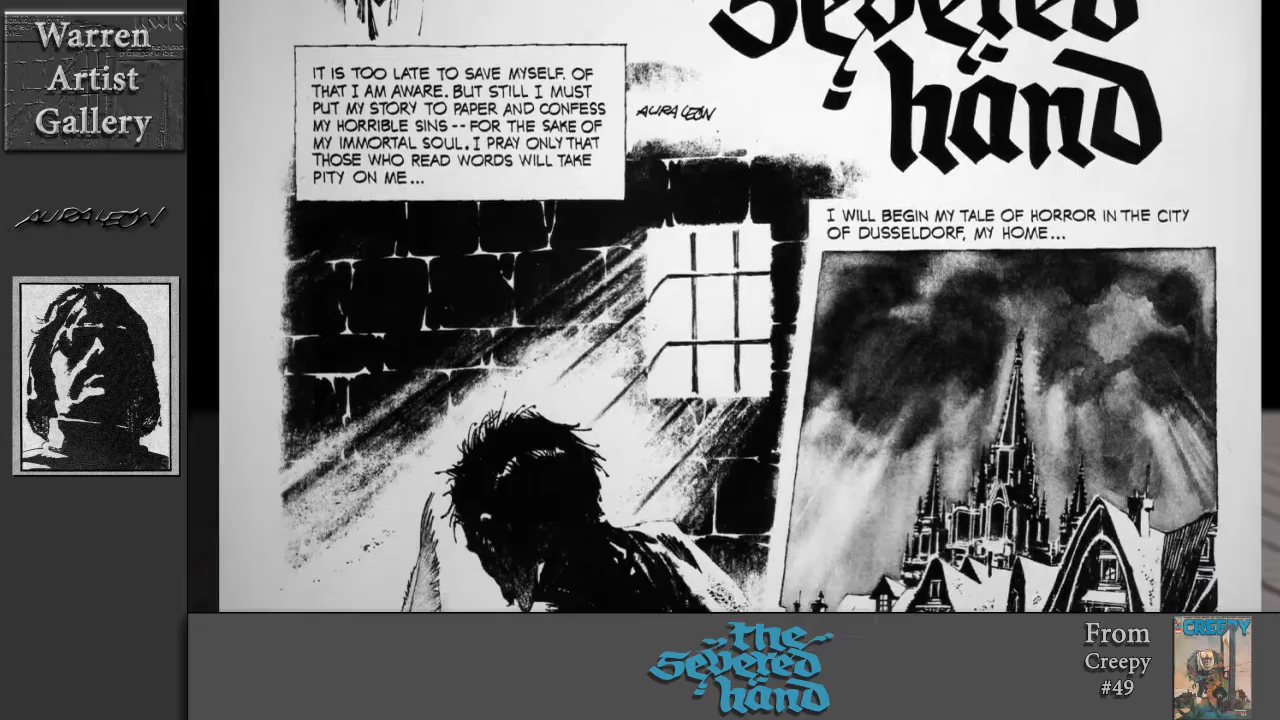 Warren
Artist
Gallery
AURALEON
severed
hand
IT IS TOO LATE TO SAVE MYSELF. OF
THAT I AM AWARE. BUT STILL I MUST
PUT MY STORY TO PAPER AND CONFESS
MY HORRIBLE SINS -- FOR THE SAKE OF
MY IMMORTAL SOUL. I PRAY ONLY THAT
THOSE WHO READ WORDS WILL TAKE
PITY ON ME...
AURALEON
I WILL BEGIN MY TALE OF HORROR IN THE CITY
OF DUSSELDORF, MY HOME...
the
severed
hand
From
Creepy
#49
CREEPY